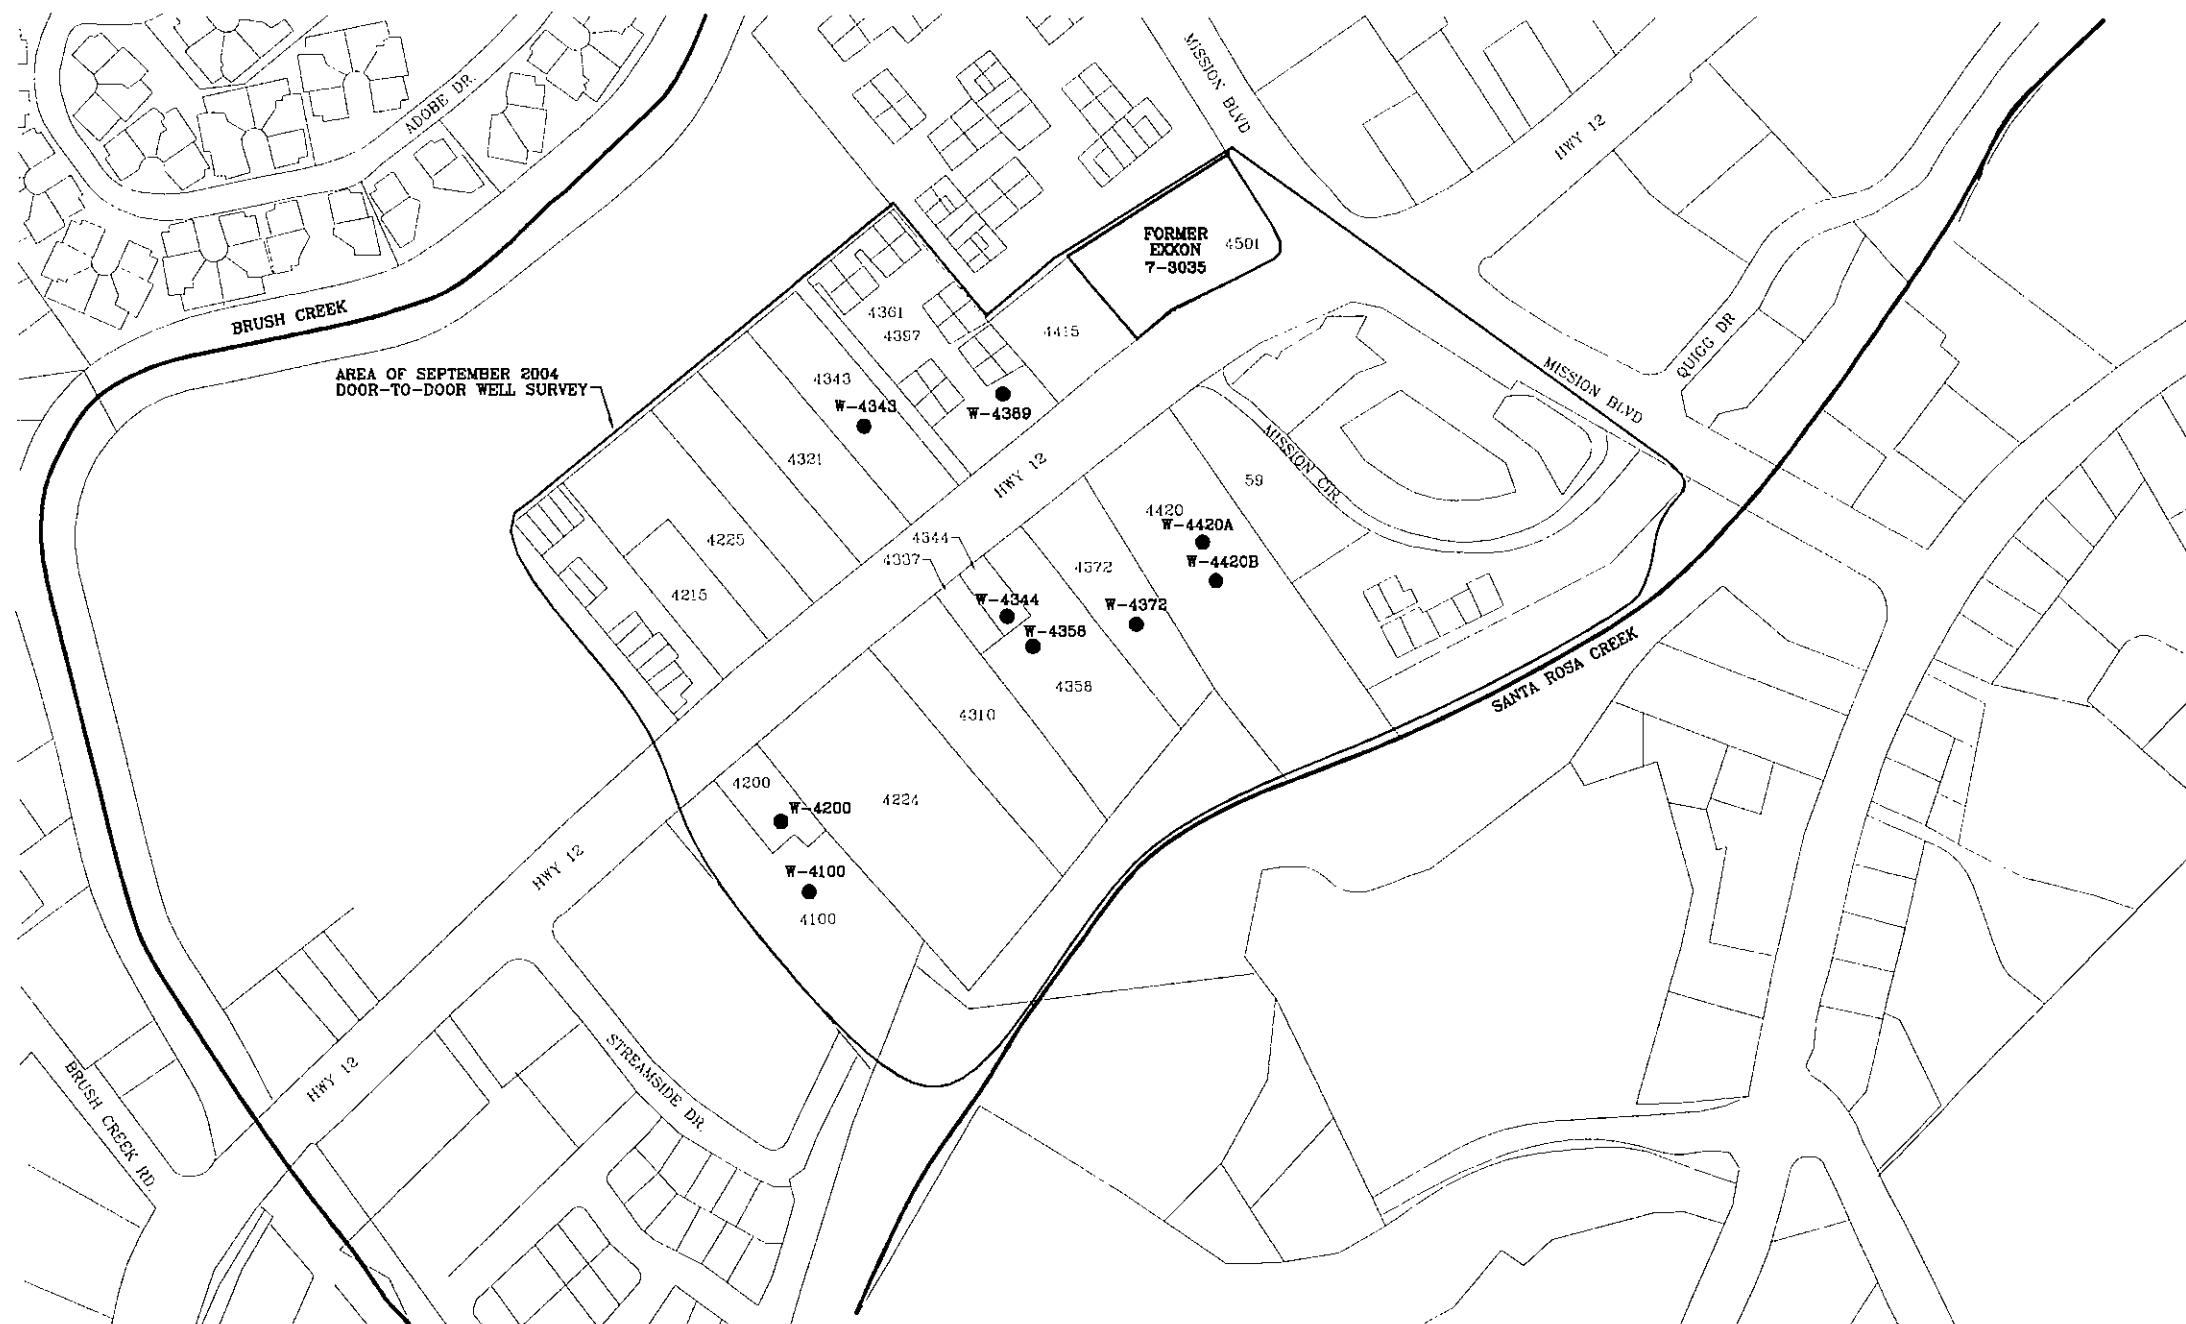 MISSION BLVD
ADOBE DR.
HWY 12
FORMER
EXXON
7-3035
4501
BRUSH CREEK
4361
4397
4415
QUIGG DR
AREA OF SEPTEMBER 2004
DOOR-TO-DOOR WELL SURVEY
4343
W-4343
W-4389
MISSION BLVD
MISSION CIR.
4321
HWY 12
59
4420
W-4420A
W-4420B
4225
4344
4337
4372
4215
W-4344
W-4372
W-4358
4358
SANTA ROSA CREEK
4310
4200
W-4200
4224
HWY 12
W-4100
4100
STREAMSIDE DR.
HWY 12
BRUSH CREEK RD.